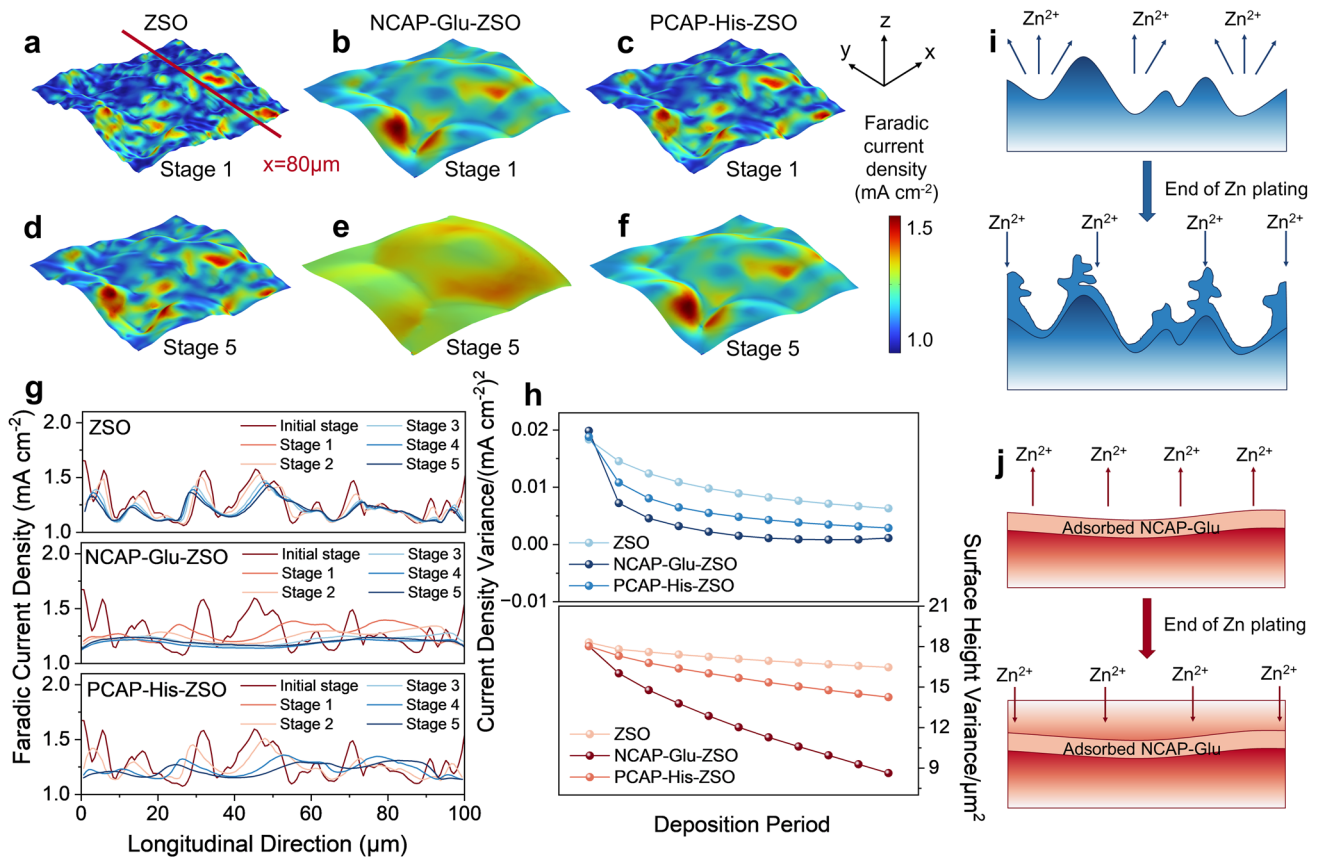 ZSO
NCAP-Glu-ZSO
PCAP-His-ZSO
a
b
c
z
y
x
Stage 1
x=80μm
Stage 1
Stage 1
Faradic
current
density
(mA cm⁻²)
d
e
f
1.5
1.0
Stage 5
Stage 5
Stage 5
g
Faradic Current Density (mA cm⁻²)
2.0
1.5
1.0
ZSO
Initial stage
Stage 1
Stage 2
Stage 3
Stage 4
Stage 5
2.0
1.5
1.0
NCAP-Glu-ZSO
Initial stage
Stage 1
Stage 2
Stage 3
Stage 4
Stage 5
2.0
1.5
1.0
PCAP-His-ZSO
Initial stage
Stage 1
Stage 2
Stage 3
Stage 4
Stage 5
0
20
40
60
80
100
Longitudinal Direction (μm)
h
Current Density Variance/(mA cm⁻²)²
0.02
0.01
0.00
−0.01
ZSO
NCAP-Glu-ZSO
PCAP-His-ZSO
21
18
15
12
9
Surface Height Variance/μm²
ZSO
NCAP-Glu-ZSO
PCAP-His-ZSO
Deposition Period
i
Zn²⁺
Zn²⁺
Zn²⁺
End of Zn plating
Zn²⁺
Zn²⁺
Zn²⁺
Zn²⁺
j
Zn²⁺
Zn²⁺
Zn²⁺
Zn²⁺
Adsorbed NCAP-Glu
End of Zn plating
Zn²⁺
Zn²⁺
Zn²⁺
Zn²⁺
Adsorbed NCAP-Glu